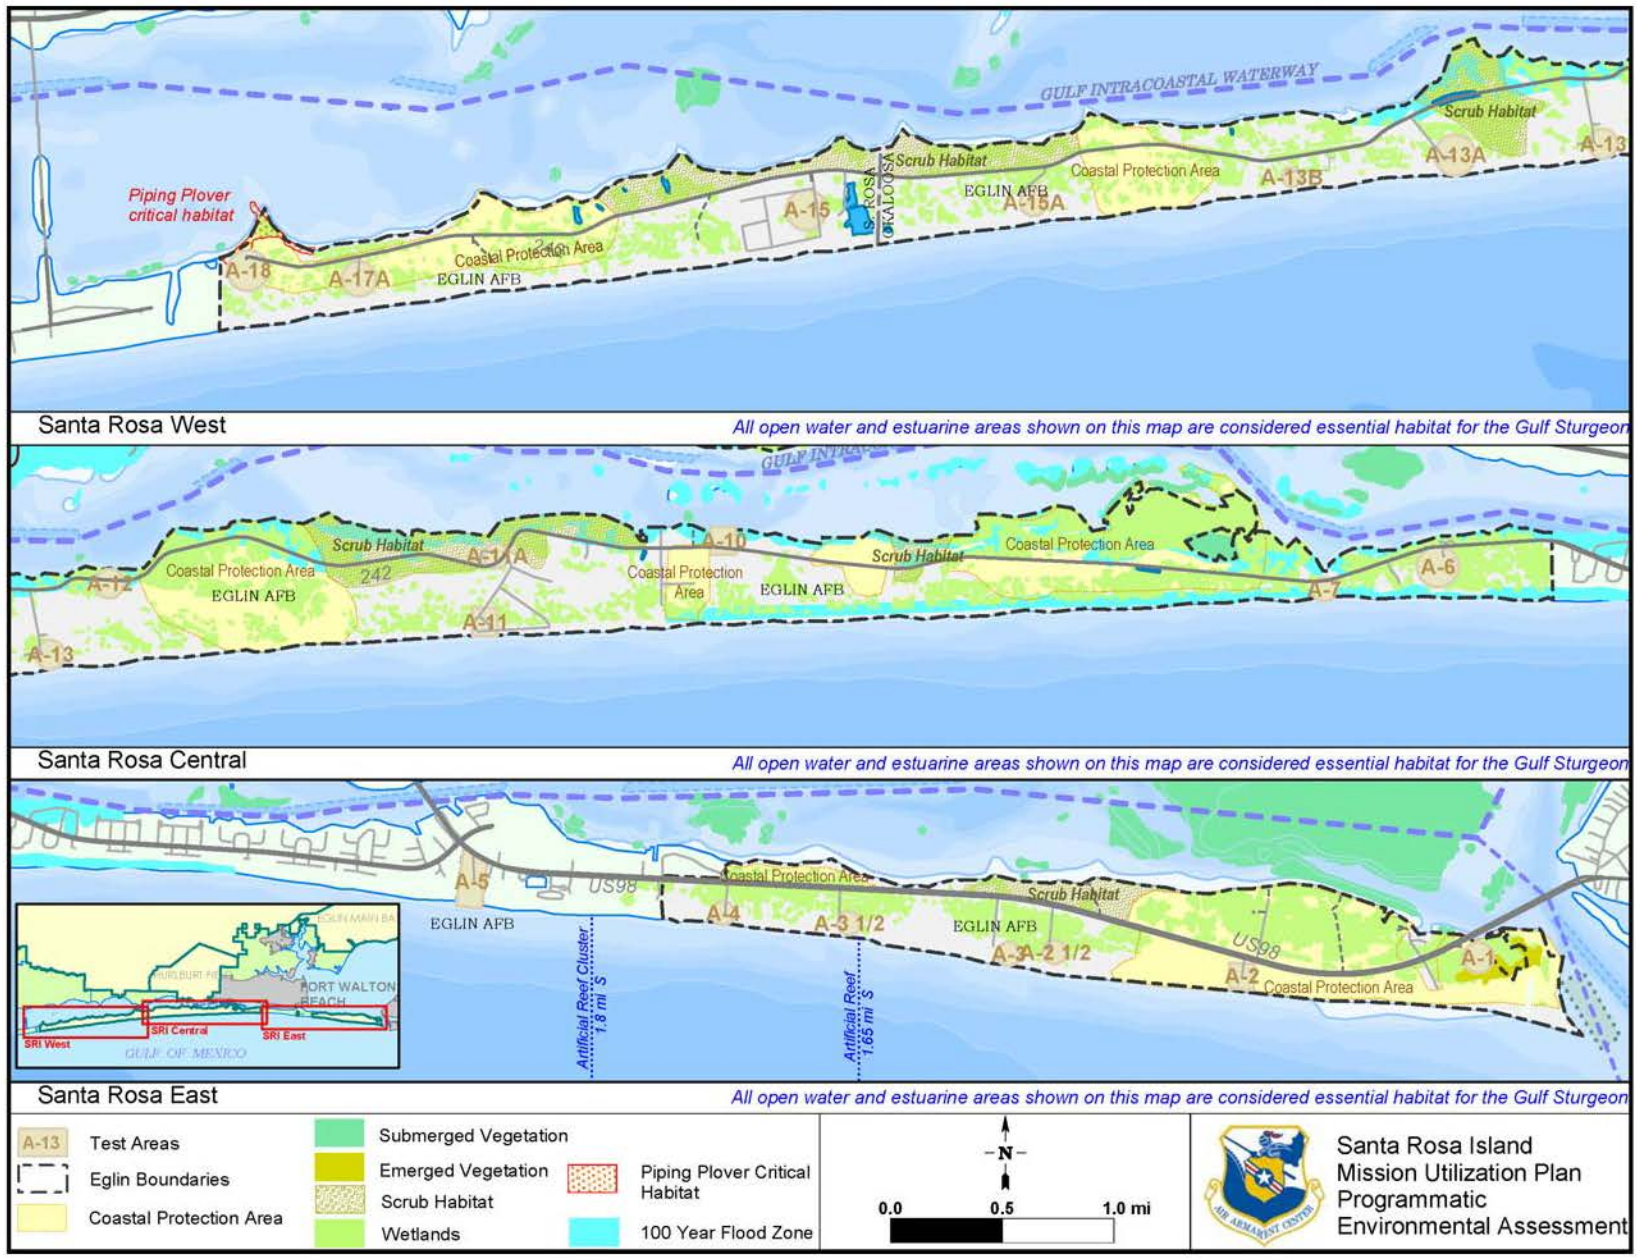 GULF INTRACOASTAL WATERWAY
Scrub Habitat
A-13A
A-13
Piping Plover
critical habitat
Scrub Habitat
Coastal Protection Area
EGLIN AFB
A-13B
A-15
S. ROSA
OKALOOSA
A-15A
Coastal Protection Area
A-18
A-17A
EGLIN AFB
Santa Rosa West
All open water and estuarine areas shown on this map are considered essential habitat for the Gulf Sturgeon
A-12
Coastal Protection Area
EGLIN AFB
Scrub Habitat
242
A-11A
A-10
Coastal Protection
Area
EGLIN AFB
Scrub Habitat
Coastal Protection Area
A-7
A-6
A-11
A-13
Santa Rosa Central
All open water and estuarine areas shown on this map are considered essential habitat for the Gulf Sturgeon
A-5
EGLIN AFB
US98
Coastal Protection Area
A-4
A-3 1/2
EGLIN AFB
Scrub Habitat
A-3
A-2 1/2
US98
A-2
A-1
Coastal Protection Area
Artificial Reef Cluster
1.8 mi S
Artificial Reef
1.65 mi S
EGLIN MAIN BA
FORT WALTON
BEACH
SRI West
SRI Central
SRI East
GULF OF MEXICO
Santa Rosa East
All open water and estuarine areas shown on this map are considered essential habitat for the Gulf Sturgeon
A-13
Test Areas
Eglin Boundaries
Coastal Protection Area
Submerged Vegetation
Emerged Vegetation
Scrub Habitat
Wetlands
Piping Plover Critical
Habitat
100 Year Flood Zone
N
0.0 0.5 1.0 mi
AIR ARMAMENT CENTER
Santa Rosa Island
Mission Utilization Plan
Programmatic
Environmental Assessment